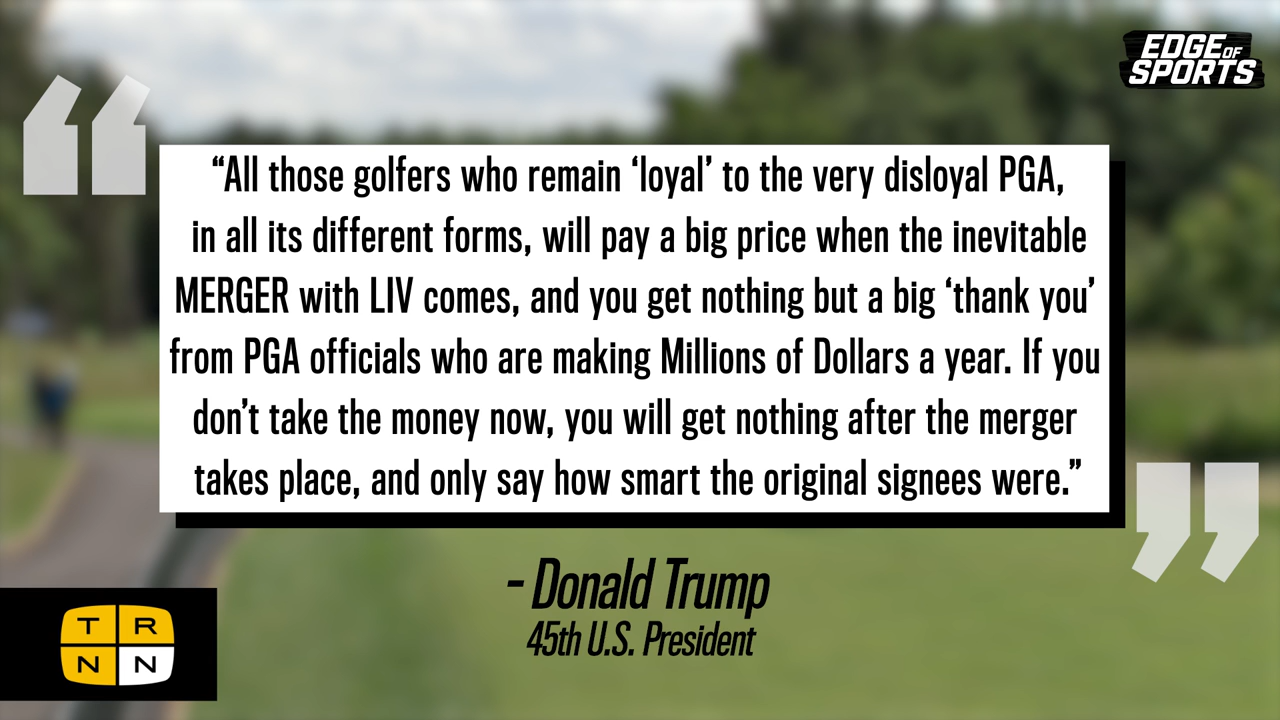 EDGE OF
SPORTS
“All those golfers who remain ‘loyal’ to the very disloyal PGA,
in all its different forms, will pay a big price when the inevitable
MERGER with LIV comes, and you get nothing but a big ‘thank you’
from PGA officials who are making Millions of Dollars a year. If you
don’t take the money now, you will get nothing after the merger
takes place, and only say how smart the original signees were.”
- Donald Trump
45th U.S. President
T R
N N